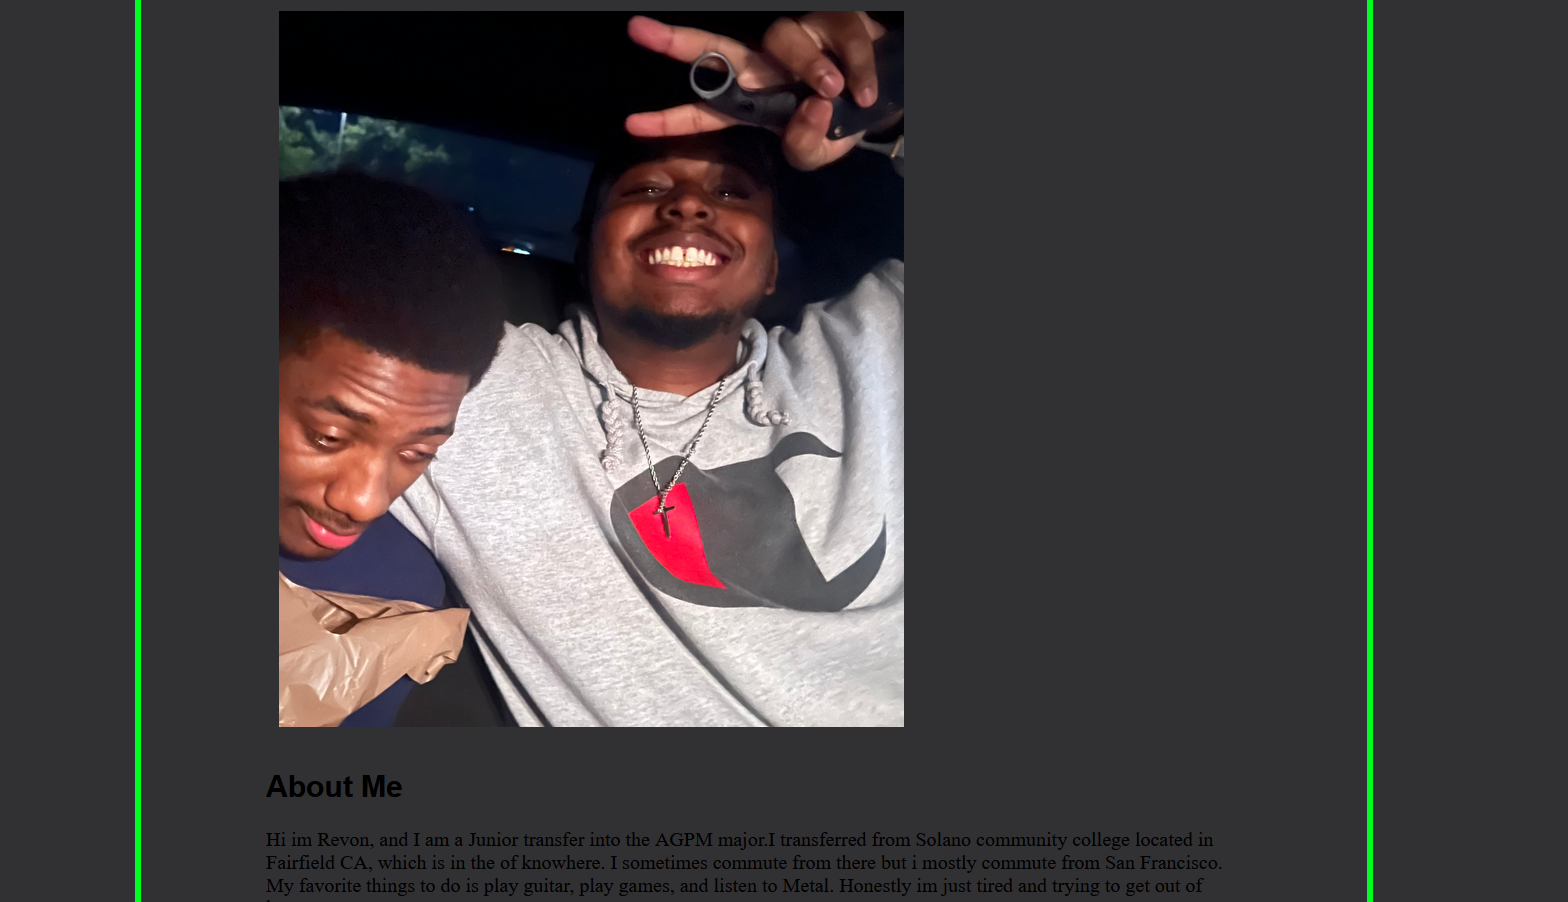 About Me
Hi im Revon, and I am a Junior transfer into the AGPM major.I transferred from Solano community college located in
Fairfield CA, which is in the of knowhere. I sometimes commute from there but i mostly commute from San Francisco.
My favorite things to do is play guitar, play games, and listen to Metal. Honestly im just tired and trying to get out of